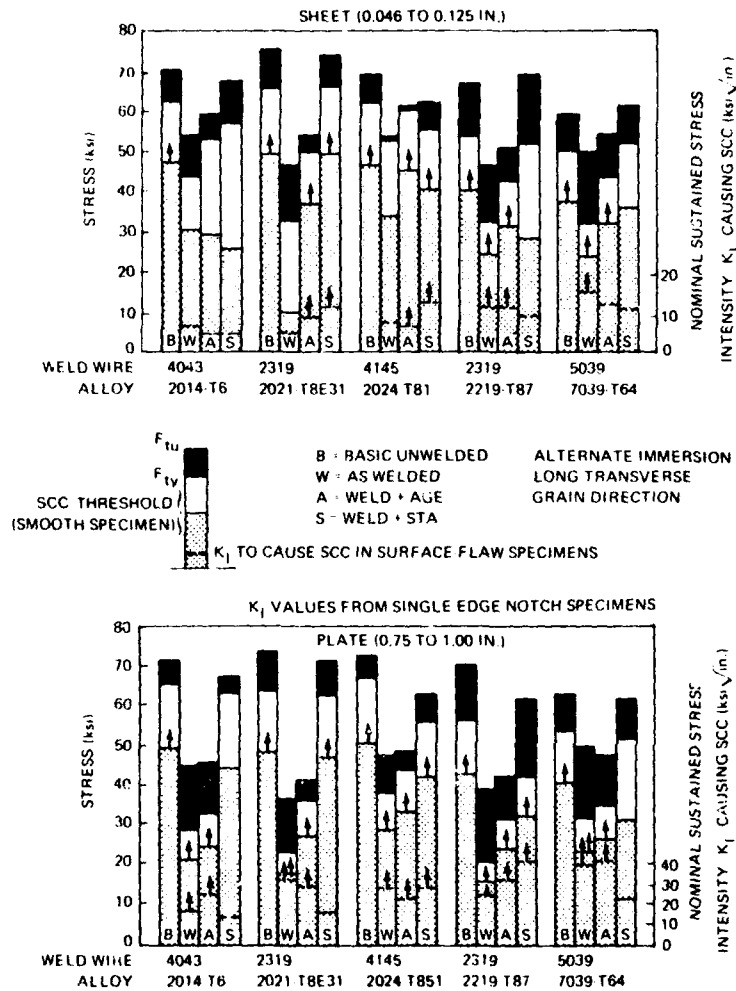 SHEET (0.046 TO 0.125 IN.)
80
70
60
50
40
30
20
10
0
STRESS (ksi)
20
10
0
NOMINAL SUSTAINED STRESS
INTENSITY K₁ CAUSING SCC (ksi √in.)
B W A S B W A S B W A S B W A S B W A S
WELD WIRE 4043 2319 4145 2319 5039
ALLOY 2014-T6 2021-T8E31 2024 T81 2219-T87 7039-T64
Ftu
Fty
SCC THRESHOLD
(SMOOTH SPECIMEN)
K₁ TO CAUSE SCC IN SURFACE FLAW SPECIMENS
B = BASIC UNWELDED
W = AS WELDED
A = WELD + AGE
S = WELD + STA
ALTERNATE IMMERSION
LONG TRANSVERSE
GRAIN DIRECTION
K₁ VALUES FROM SINGLE EDGE NOTCH SPECIMENS
PLATE (0.75 TO 1.00 IN.)
80
70
60
50
40
30
20
10
0
STRESS (ksi)
40
30
20
10
0
NOMINAL SUSTAINED STRESS
INTENSITY K₁ CAUSING SCC (ksi √in.)
B W A S B W A S B W A S B W A S B W A S
WELD WIRE 4043 2319 4145 2319 5039
ALLOY 2014 T6 2021-T8E31 2024 T851 2219 T87 7039-T64